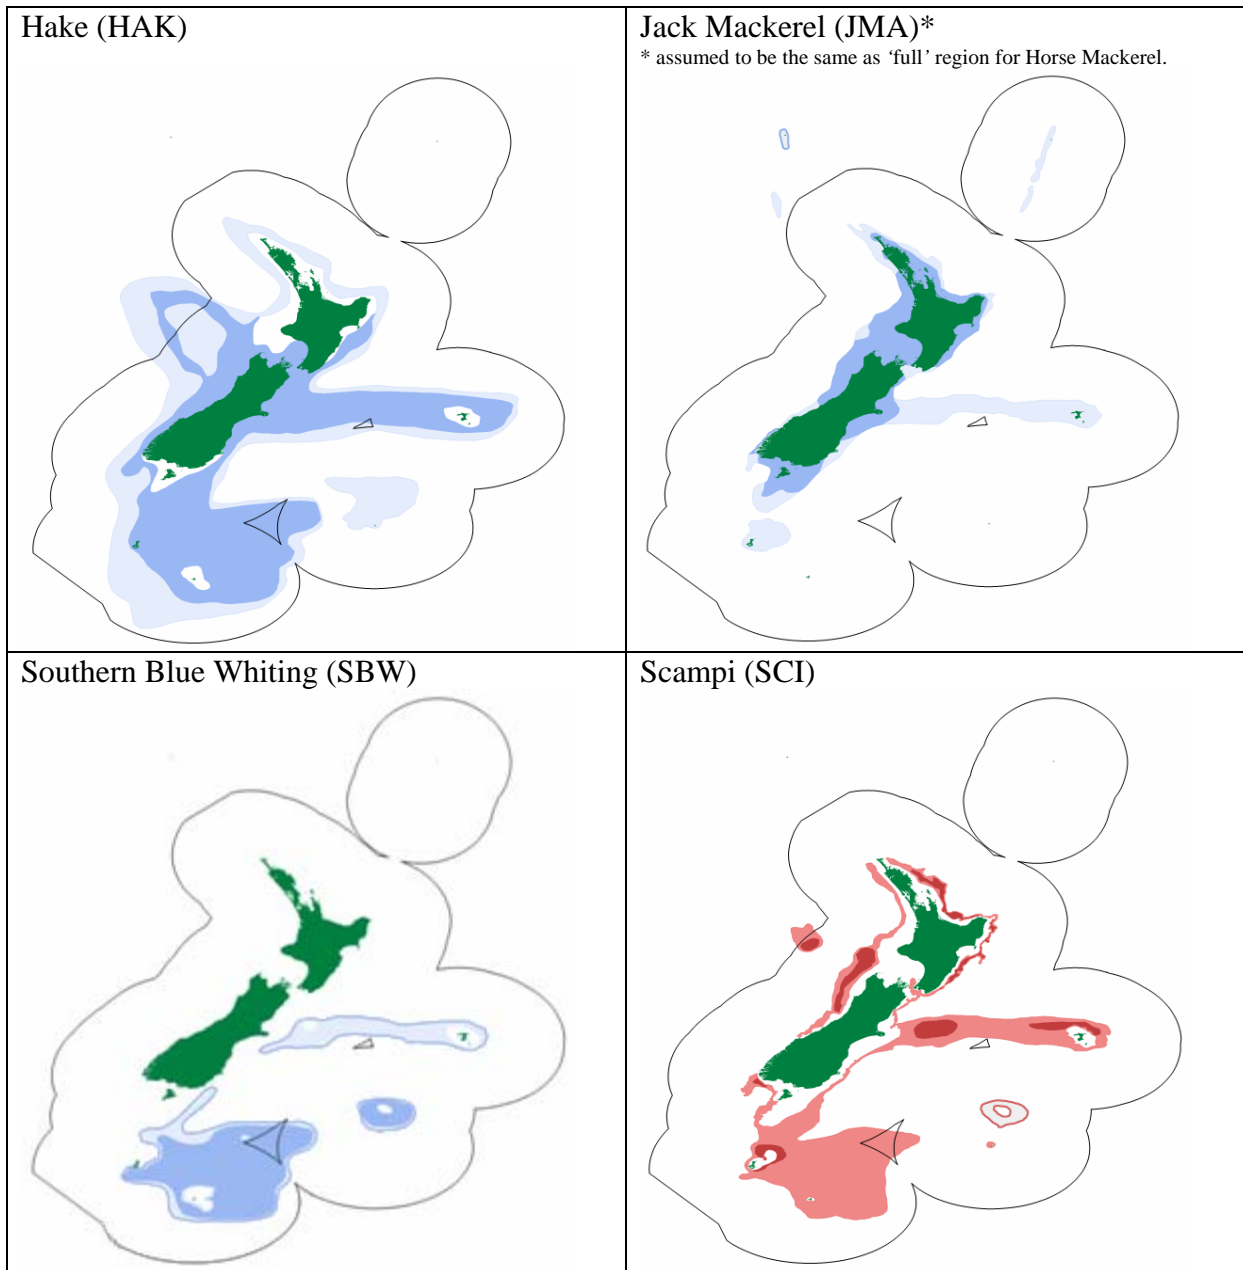 Hake (HAK)
Jack Mackerel (JMA)*
* assumed to be the same as ‘full’ region for Horse Mackerel.
Southern Blue Whiting (SBW)
Scampi (SCI)